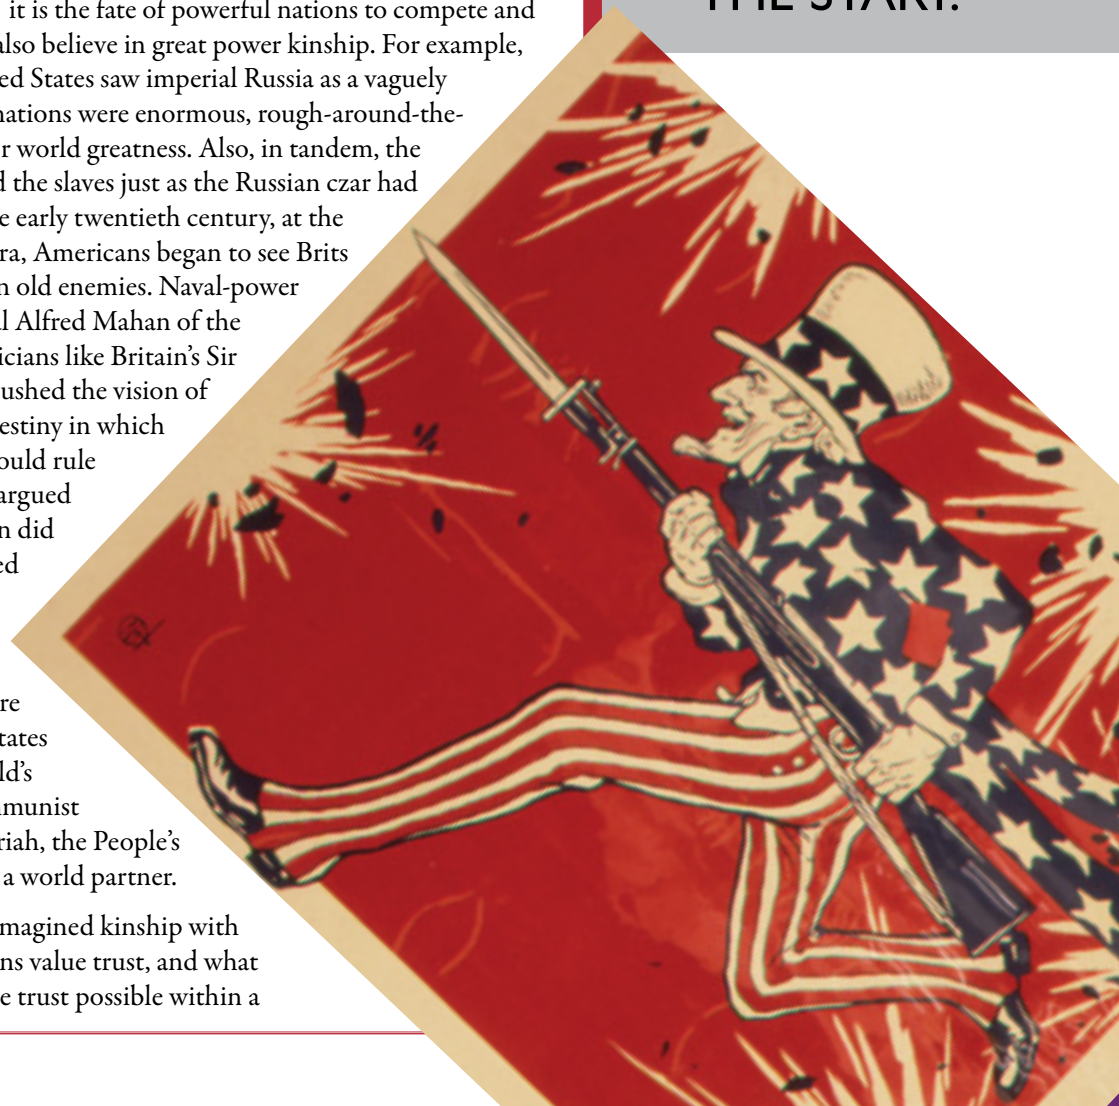 THE START.
it is the fate of powerful nations to compete and
also believe in great power kinship. For example,
ed States saw imperial Russia as a vaguely
nations were enormous, rough-around-the-
r world greatness. Also, in tandem, the
d the slaves just as the Russian czar had
e early twentieth century, at the
ra, Americans began to see Brits
n old enemies. Naval-power
l Alfred Mahan of the
icians like Britain’s Sir
ushed the vision of
estiny in which
ould rule
argued
n did
ed
re
tates
ld’s
mmunist
riah, the People’s
a world partner.
magined kinship with
ns value trust, and what
e trust possible within a